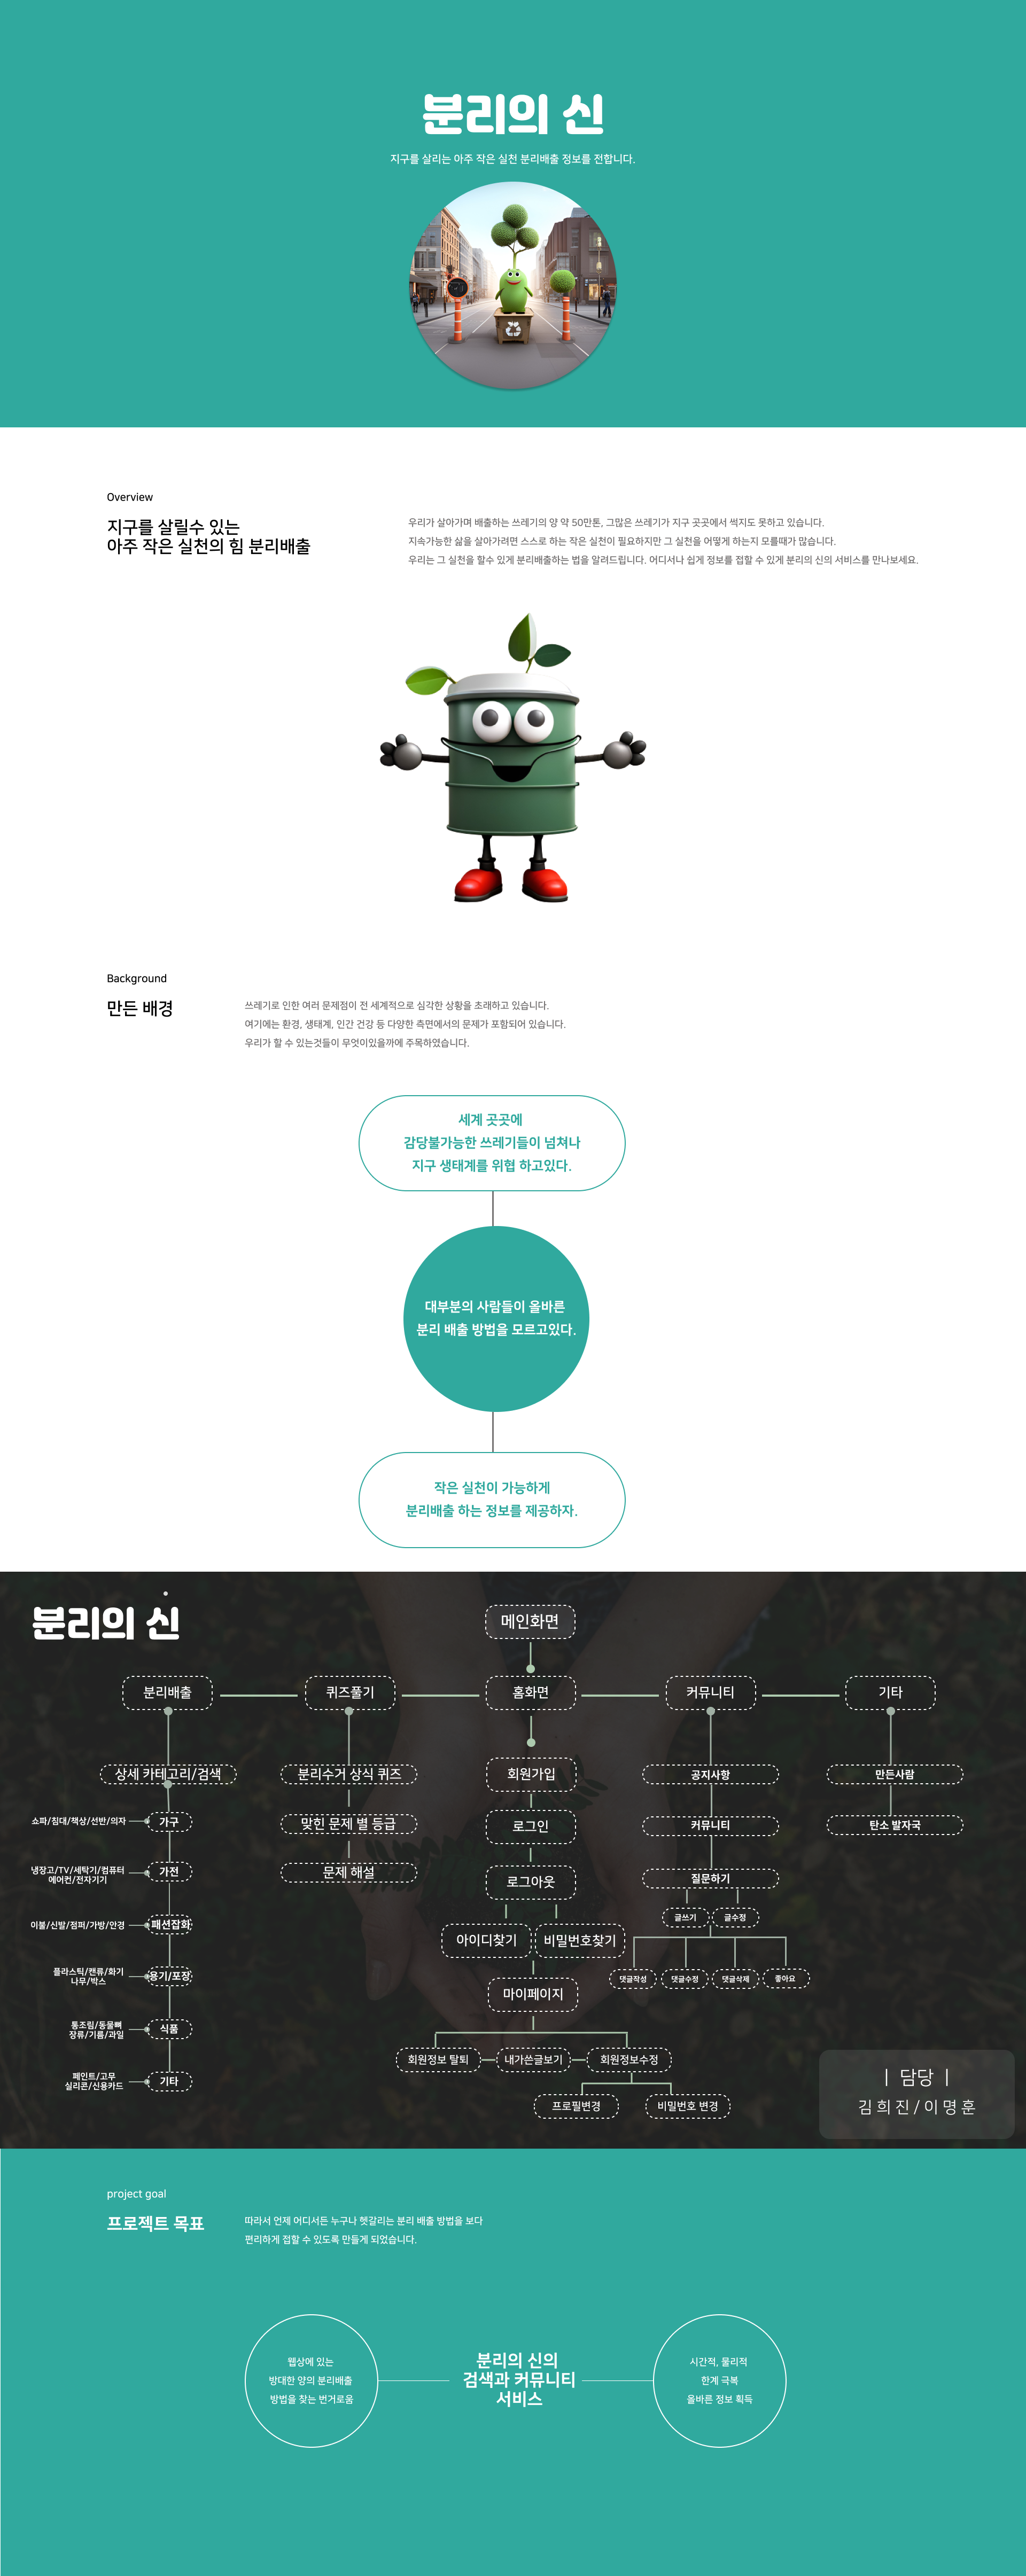 분리의 신
지구를 살리는 아주 작은 실천 분리배출 정보를 전합니다.
Overview
지구를 살릴수 있는
아주 작은 실천의 힘 분리배출
우리가 살아가며 배출하는 쓰레기의 양 약 50만톤, 그많은 쓰레기가 지구 곳곳에서 썩지도 못하고 있습니다.
지속가능한 삶을 살아가려면 스스로 하는 작은 실천이 필요하지만 그 실천을 어떻게 하는지 모를때가 많습니다.
우리는 그 실천을 할수 있게 분리배출하는 법을 알려드립니다. 어디서나 쉽게 정보를 접할 수 있게 분리의 신의 서비스를 만나보세요.
Background
만든 배경
쓰레기로 인한 여러 문제점이 전 세계적으로 심각한 상황을 초래하고 있습니다.
여기에는 환경, 생태계, 인간 건강 등 다양한 측면에서의 문제가 포함되어 있습니다.
우리가 할 수 있는것들이 무엇이있을까에 주목하였습니다.
세계 곳곳에
감당불가능한 쓰레기들이 넘쳐나
지구 생태계를 위협 하고있다.
대부분의 사람들이 올바른
분리 배출 방법을 모르고있다.
작은 실천이 가능하게
분리배출 하는 정보를 제공하자.
분리의 신
메인화면
분리배출
퀴즈풀기
홈화면
커뮤니티
기타
상세 카테고리/검색
분리수거 상식 퀴즈
회원가입
공지사항
만든사람
쇼파/침대/책상/선반/의자
가구
맞힌 문제 별 등급
로그인
커뮤니티
탄소 발자국
냉장고/TV/세탁기/컴퓨터
에어컨/전자기기
가전
문제 해설
로그아웃
질문하기
이불/신발/점퍼/가방/안경
패션잡화
아이디찾기
비밀번호찾기
글쓰기
글수정
플라스틱/캔류/화기
나무/박스
용기/포장
마이페이지
댓글작성
댓글수정
댓글삭제
좋아요
통조림/동물뼈
장류/기름/과일
식품
회원정보 탈퇴
내가쓴글보기
회원정보수정
페인트/고무
실리콘/신용카드
기타
프로필변경
비밀번호 변경
| 담당 |
김 희 진 / 이 명 훈
project goal
프로젝트 목표
따라서 언제 어디서든 누구나 헷갈리는 분리 배출 방법을 보다
편리하게 접할 수 있도록 만들게 되었습니다.
웹상에 있는
방대한 양의 분리배출
방법을 찾는 번거로움
분리의 신의
검색과 커뮤니티
서비스
시간적, 물리적
한계 극복
올바른 정보 획득